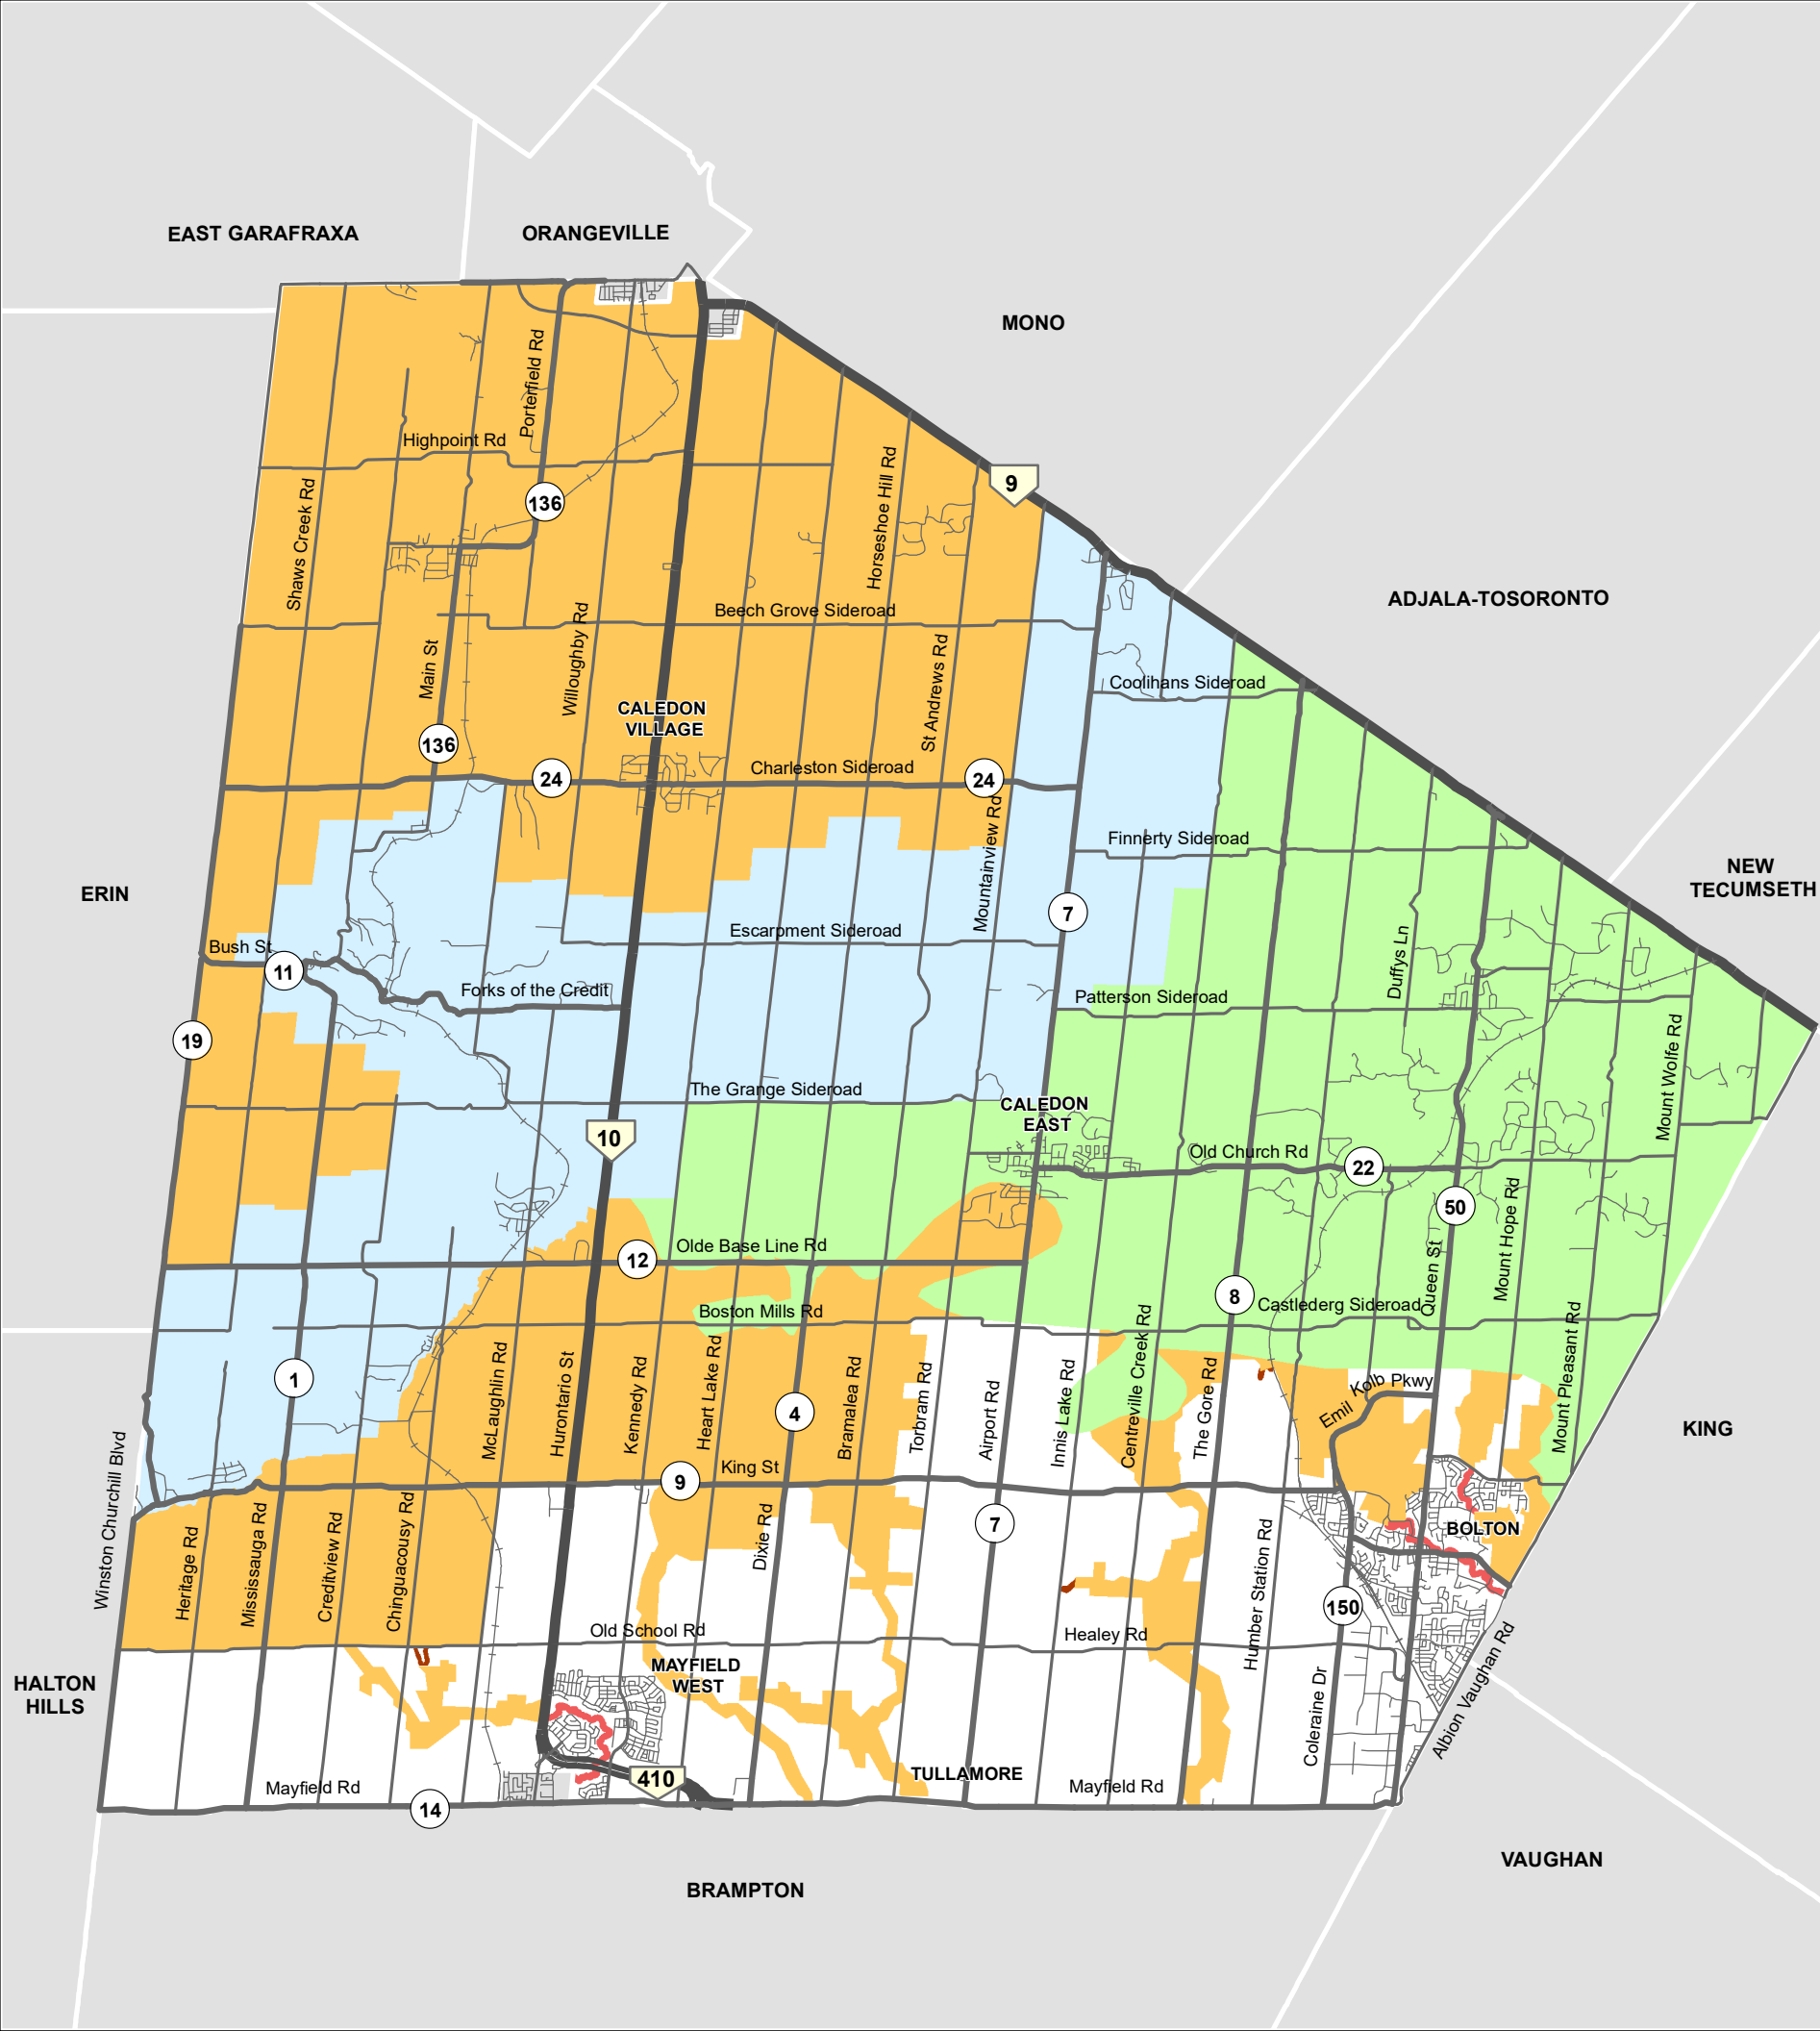 EAST GARAFRAXA
ORANGEVILLE
MONO
Porterfield Rd
Highpoint Rd
9
136
Shaws Creek Rd
Horseshoe Hill Rd
ADJALA-TOSORONTO
Beech Grove Sideroad
Willoughby Rd
Main St
St Andrews Rd
Coolihans Sideroad
CALEDON
VILLAGE
136
24
Charleston Sideroad
24
Mountainview Rd
Finnerty Sideroad
NEW
TECUMSETH
ERIN
7
Escarpment Sideroad
Bush St
11
Duffys Ln
Forks of the Credit
Patterson Sideroad
19
Mount Wolfe Rd
The Grange Sideroad
CALEDON
EAST
10
Old Church Rd
22
50
Mount Hope Rd
Olde Base Line Rd
12
Queen St
8
Castlederg Sideroad
Boston Mills Rd
1
McLaughlin Rd
Hurontario St
Kennedy Rd
Heart Lake Rd
4
Bramalea Rd
Torbram Rd
Airport Rd
Innis Lake Rd
Centreville Creek Rd
The Gore Rd
Emil Kolb Pkwy
Mount Pleasant Rd
KING
King St
9
Winston Churchill Blvd
Heritage Rd
Mississauga Rd
Creditview Rd
Chinguacousy Rd
Dixie Rd
7
BOLTON
Humber Station Rd
150
Old School Rd
Healey Rd
MAYFIELD
WEST
HALTON
HILLS
Coleraine Dr
Albion Vaughan Rd
410
TULLAMORE
Mayfield Rd
Mayfield Rd
14
VAUGHAN
BRAMPTON